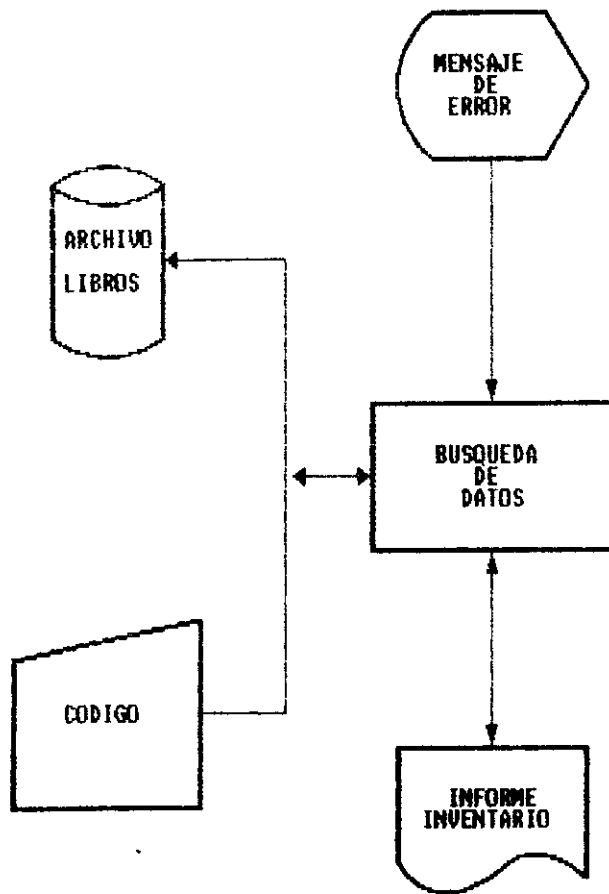 MENSAJE
DE
ERROR
ARCHIVO
LIBROS
BUSQUEDA
DE
DATOS
CODIGO
INFORME
INVENTARIO